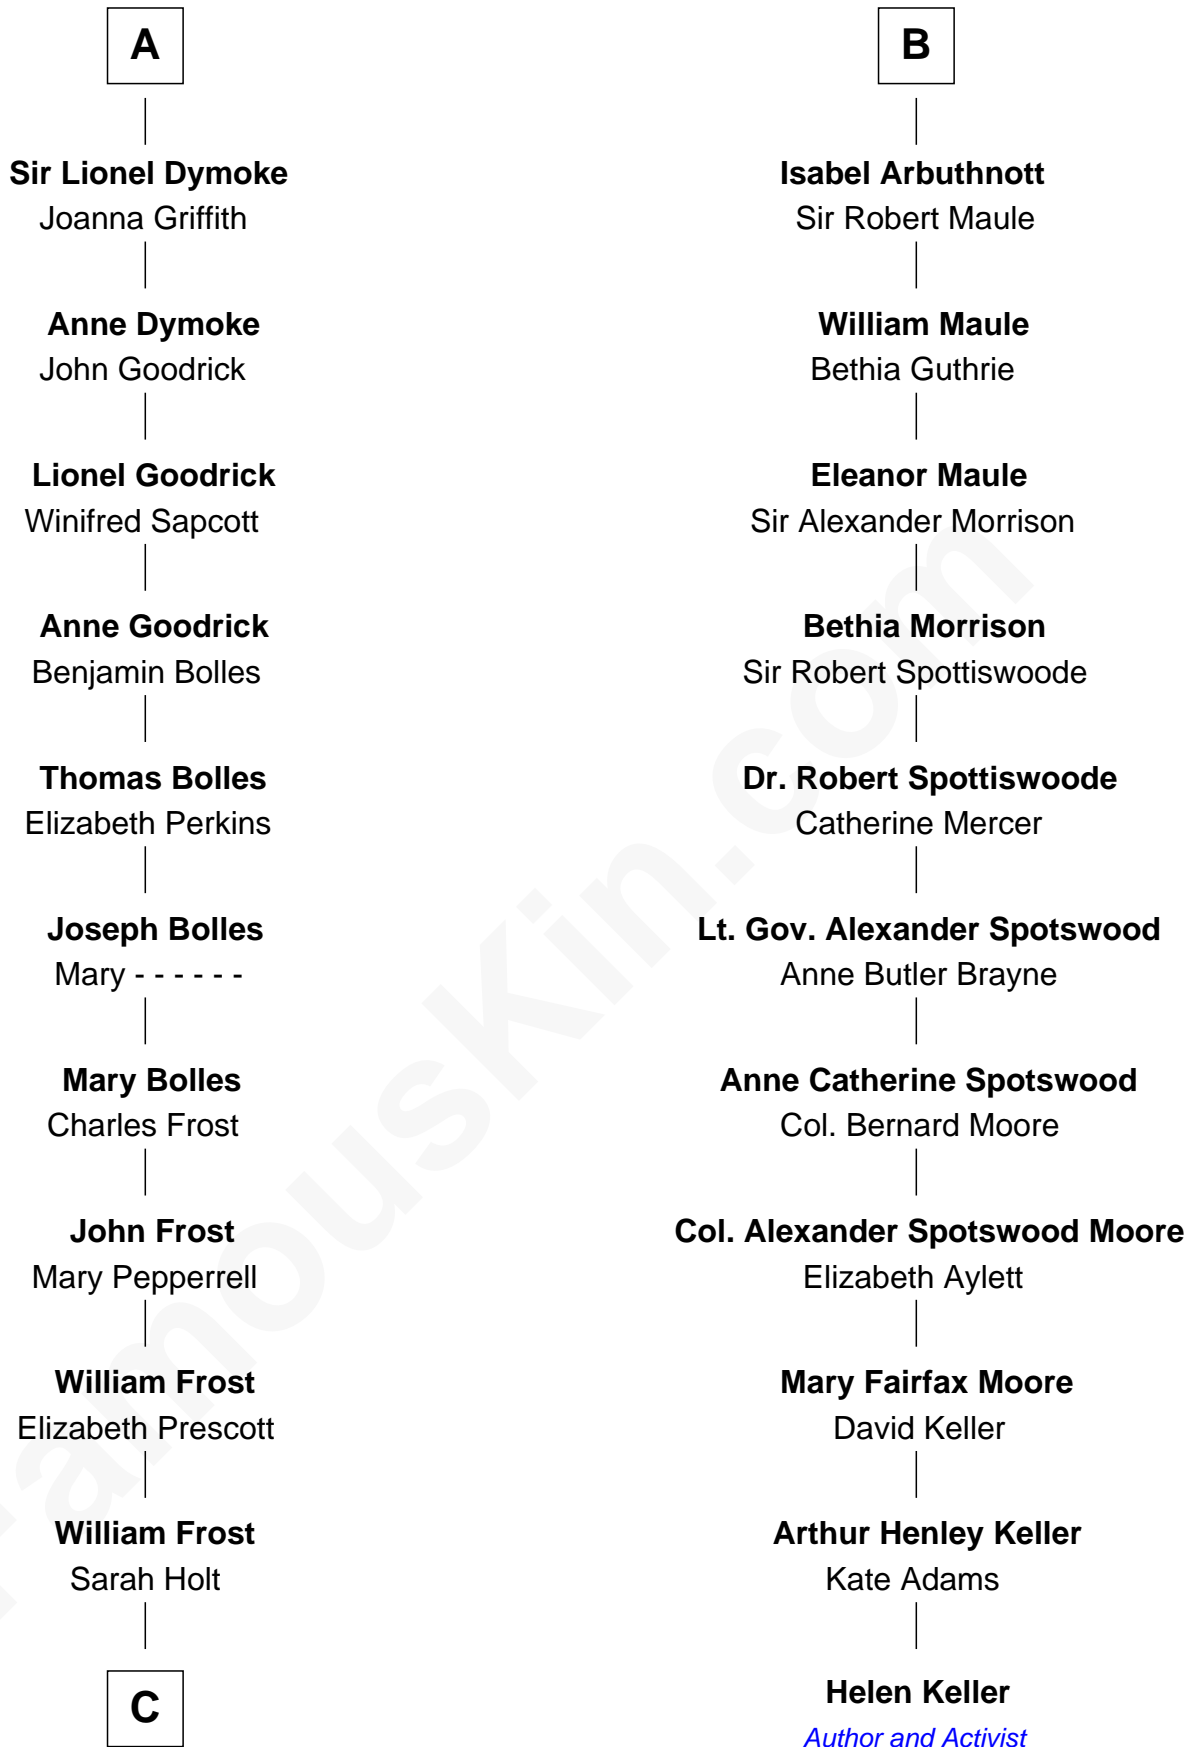 A
Sir Lionel Dymoke
Joanna Griffith
Anne Dymoke
John Goodrick
Lionel Goodrick
Winifred Sapcott
Anne Goodrick
Benjamin Bolles
Thomas Bolles
Elizabeth Perkins
Joseph Bolles
Mary - - - - - -
Mary Bolles
Charles Frost
John Frost
Mary Pepperrell
William Frost
Elizabeth Prescott
William Frost
Sarah Holt
C
B
Isabel Arbuthnott
Sir Robert Maule
William Maule
Bethia Guthrie
Eleanor Maule
Sir Alexander Morrison
Bethia Morrison
Sir Robert Spottiswoode
Dr. Robert Spottiswoode
Catherine Mercer
Lt. Gov. Alexander Spotswood
Anne Butler Brayne
Anne Catherine Spotswood
Col. Bernard Moore
Col. Alexander Spotswood Moore
Elizabeth Aylett
Mary Fairfax Moore
David Keller
Arthur Henley Keller
Kate Adams
Helen Keller
Author and Activist
FamousKin.com